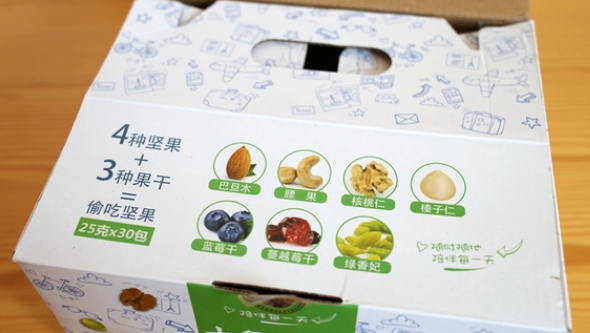 4种坚果
+
3种果干
=
偷吃坚果
25克x30包
巴旦木
腰果
核桃仁
榛子仁
蓝莓干
蔓越莓干
绿香妃
随时随地
陪伴每一天
陪伴每一天